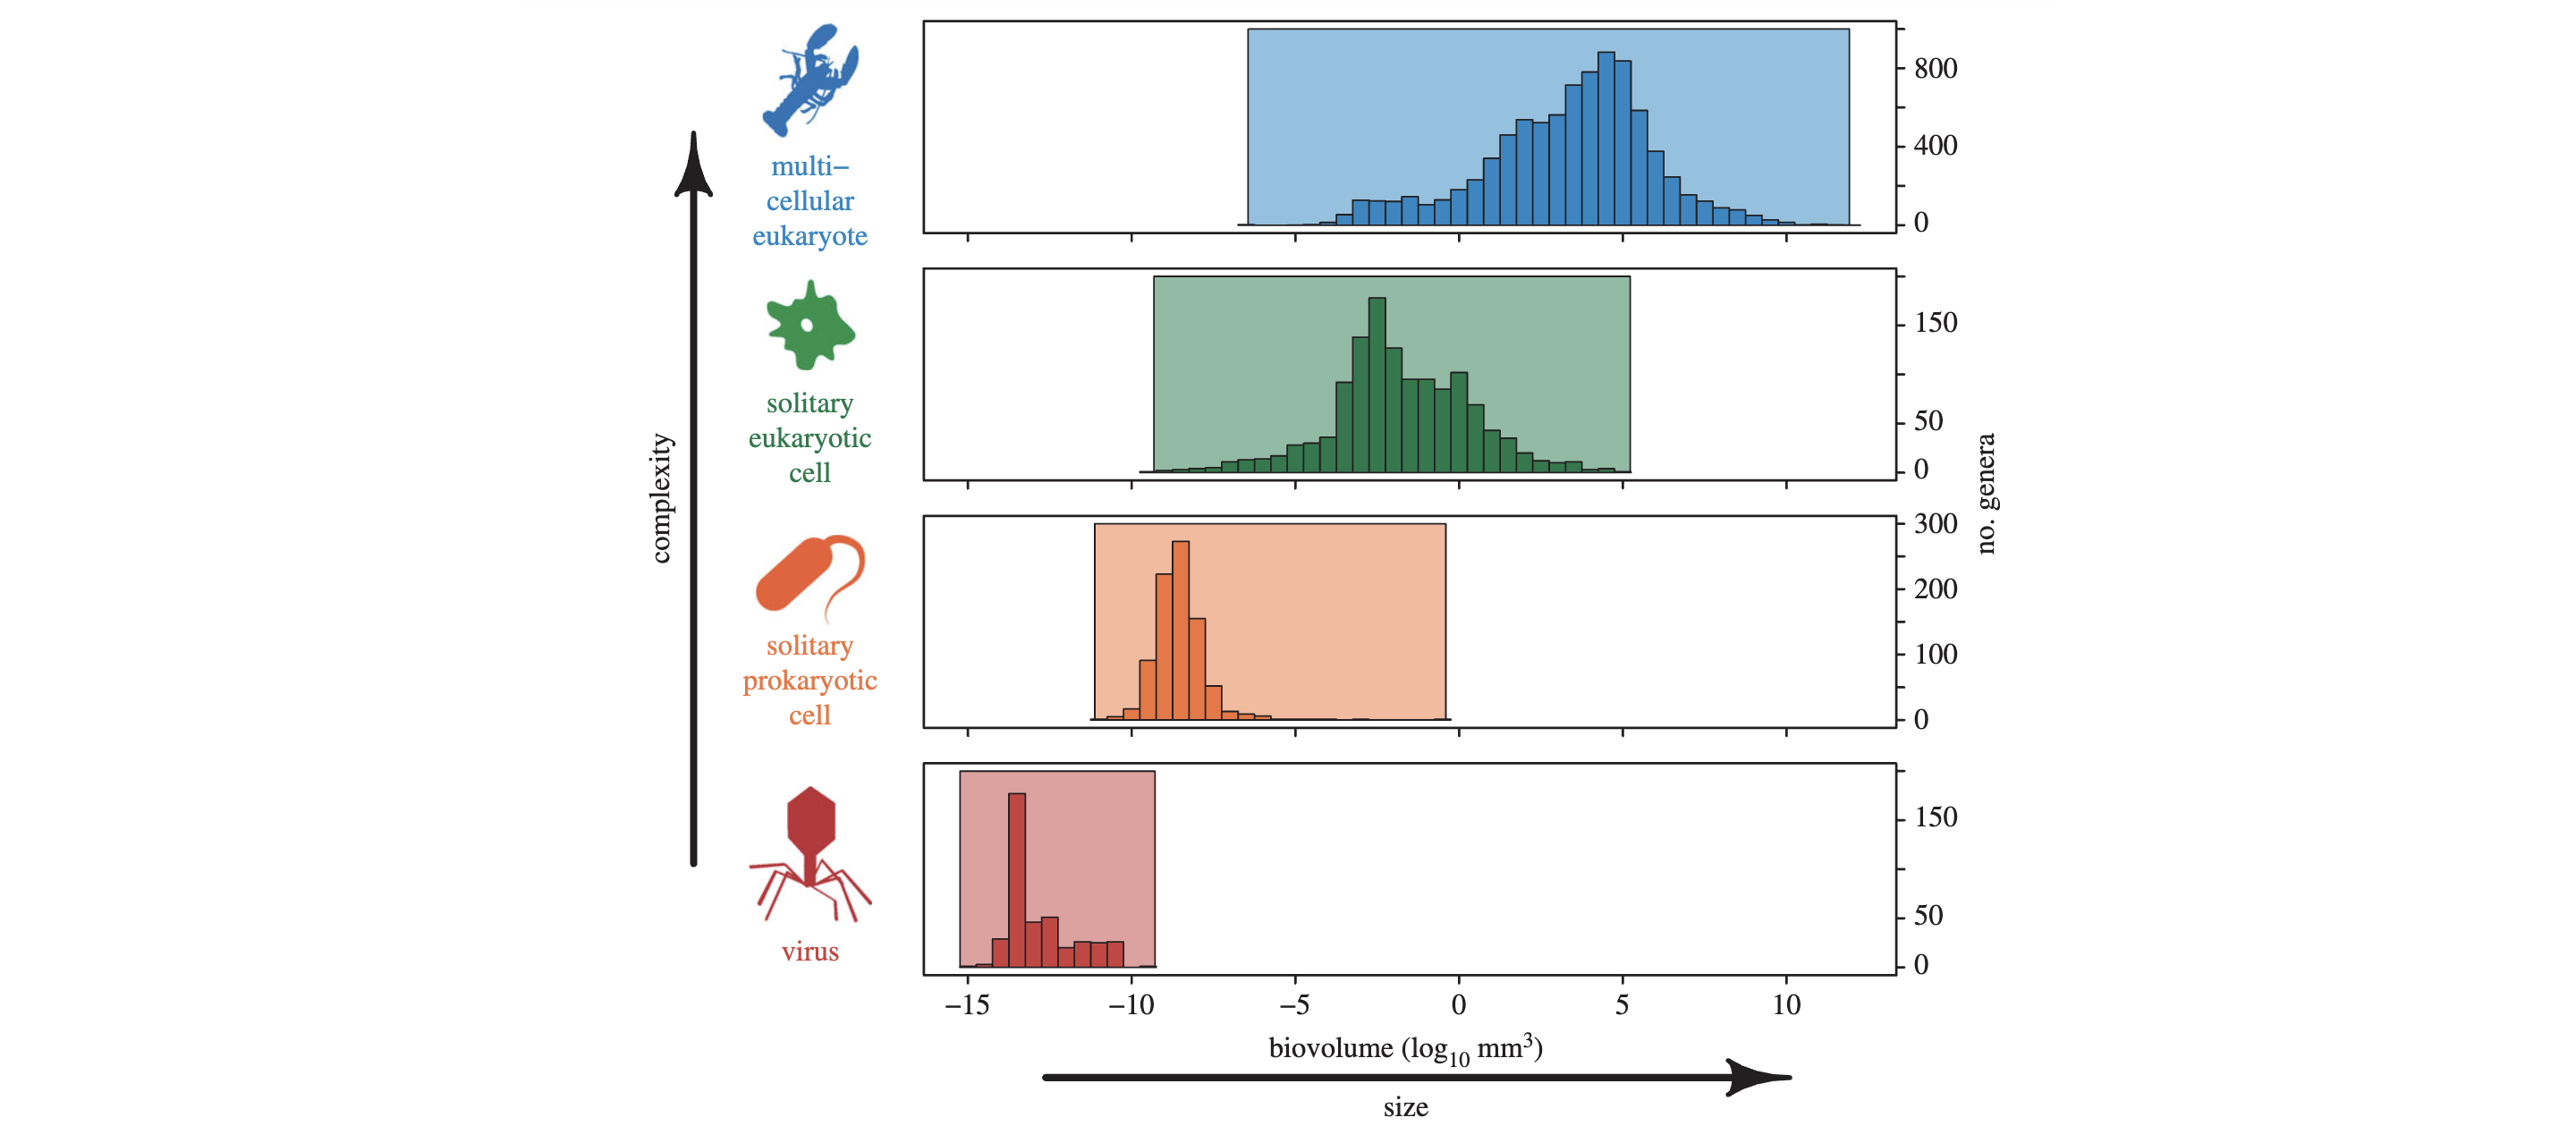 multi–
cellular
eukaryote
800
400
0
solitary
eukaryotic
cell
150
50
0
solitary
prokaryotic
cell
300
200
100
0
virus
150
50
0
complexity
no. genera
–15 –10 –5 0 5 10
biovolume (log₁₀ mm³)
size